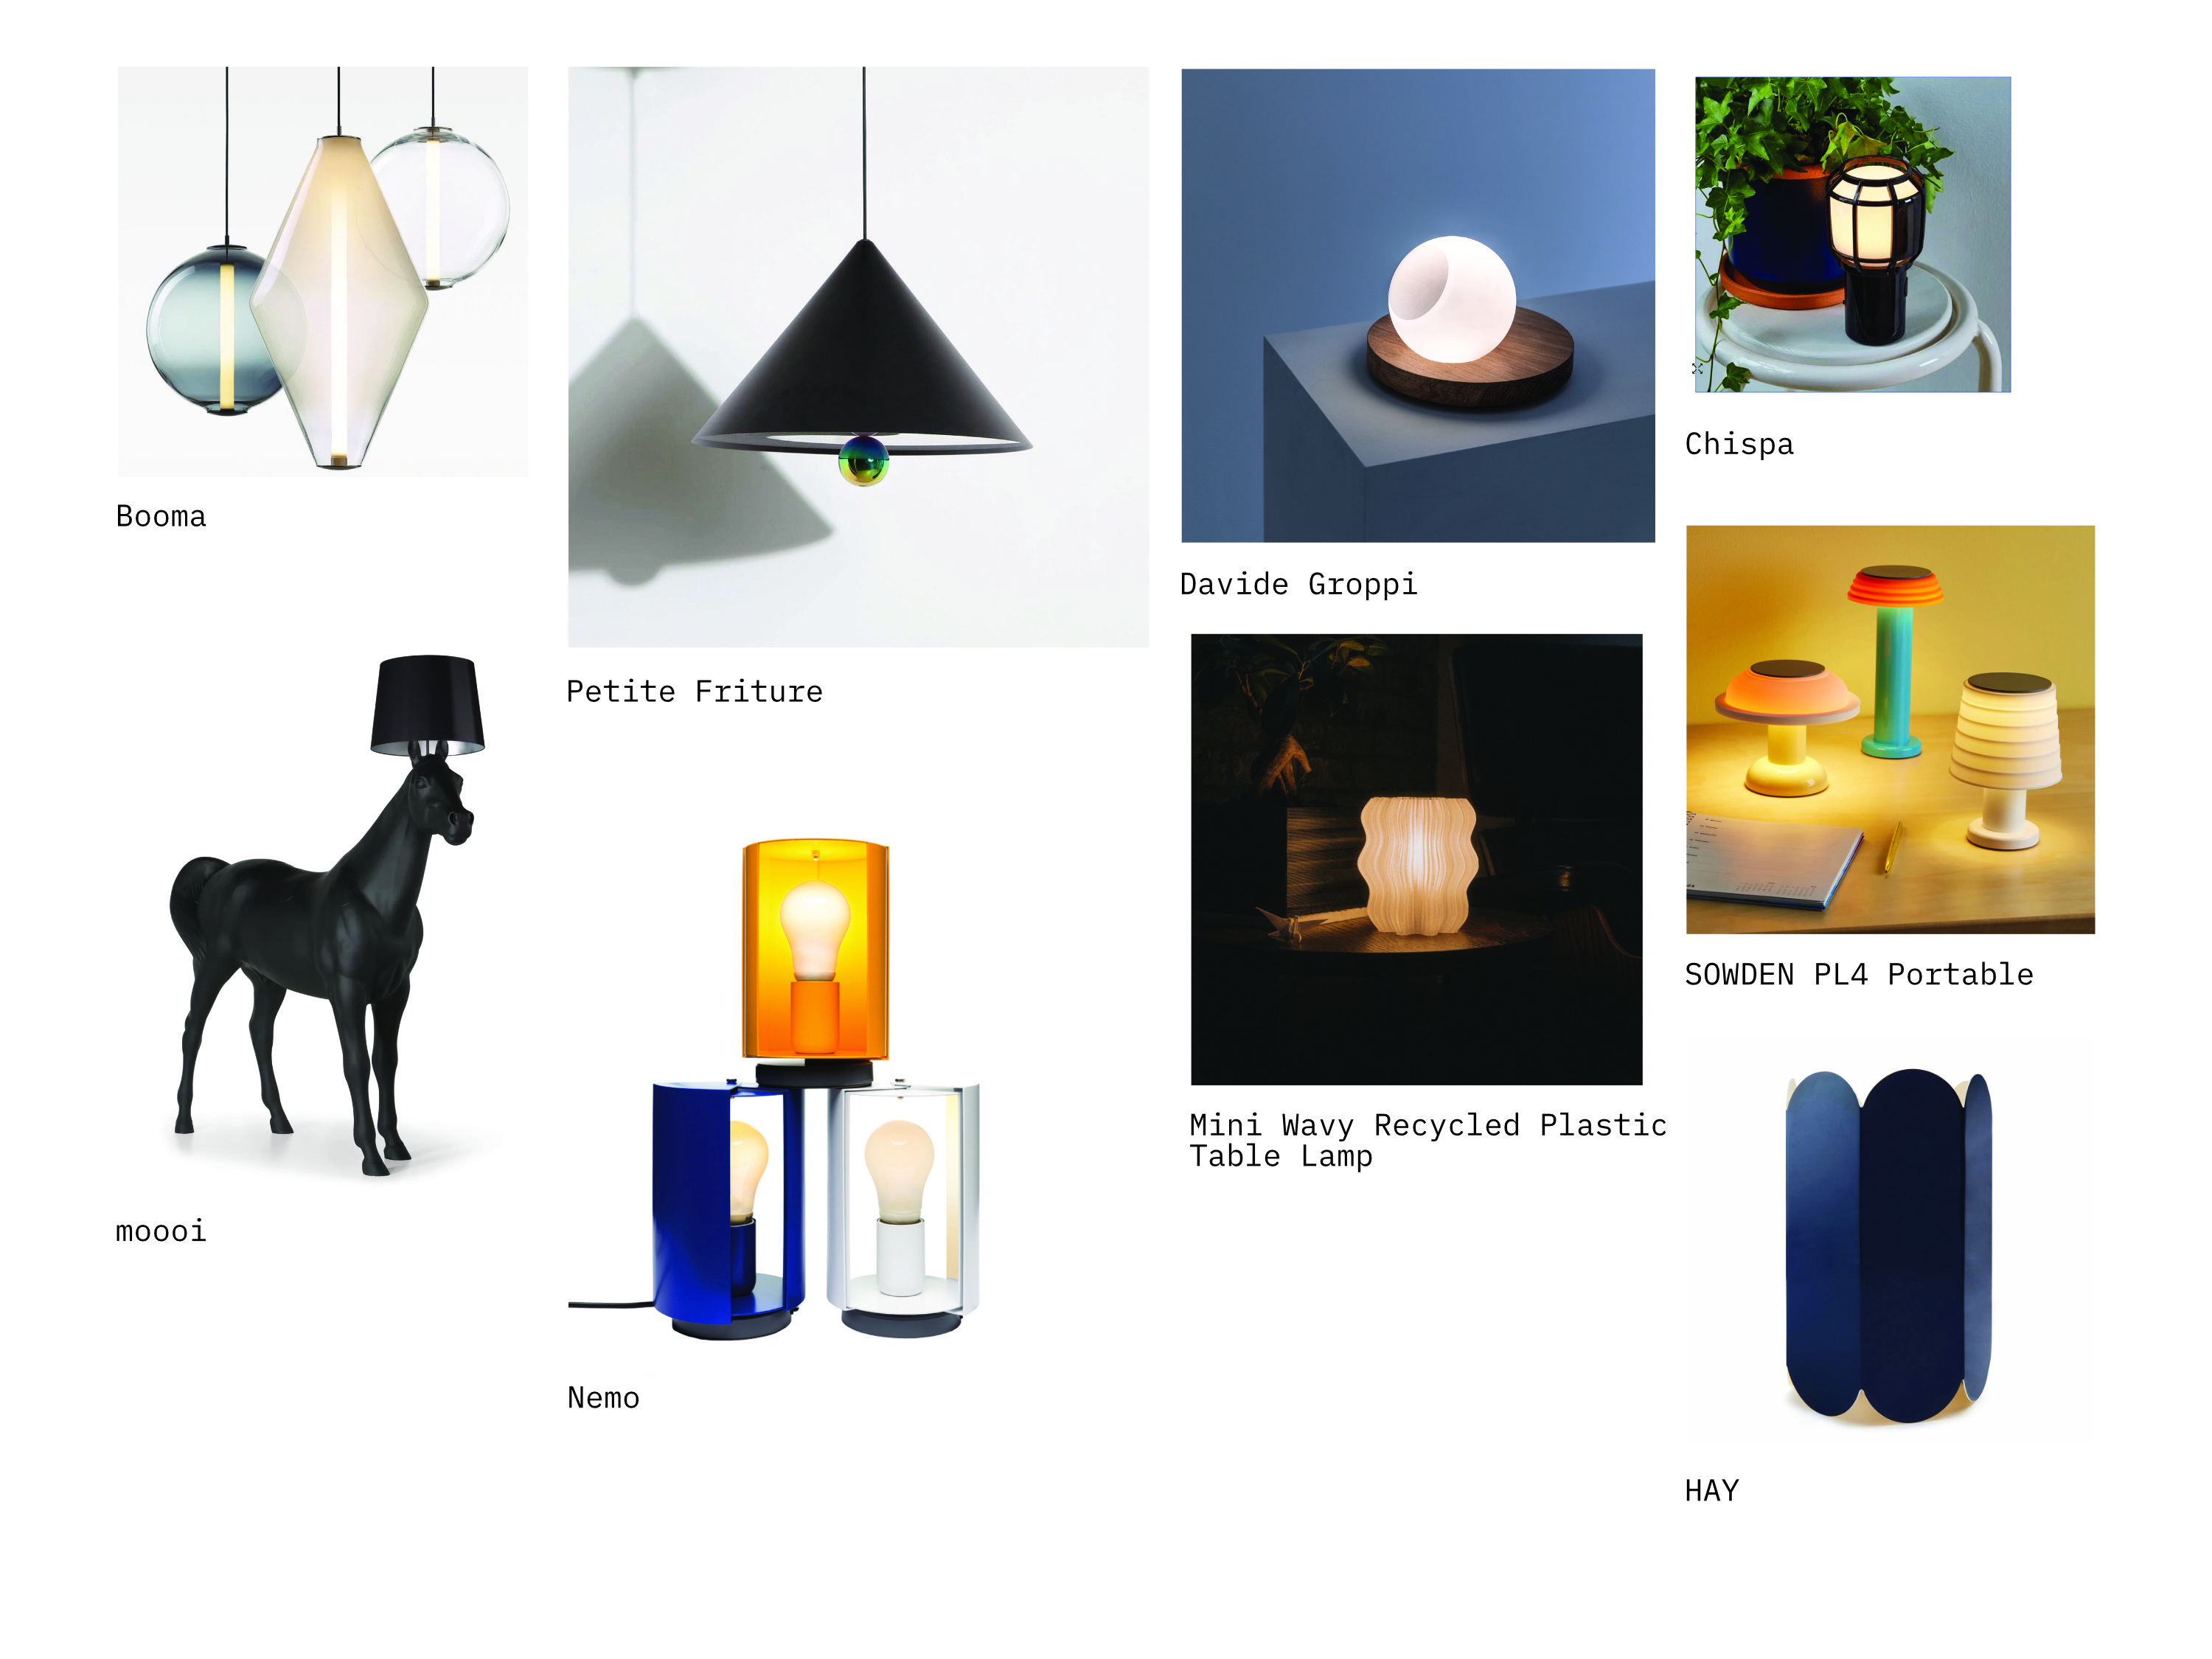 Booma
moooi
Petite Friture
Nemo
Davide Groppi
Mini Wavy Recycled Plastic
Table Lamp
Chispa
SOWDEN PL4 Portable
HAY